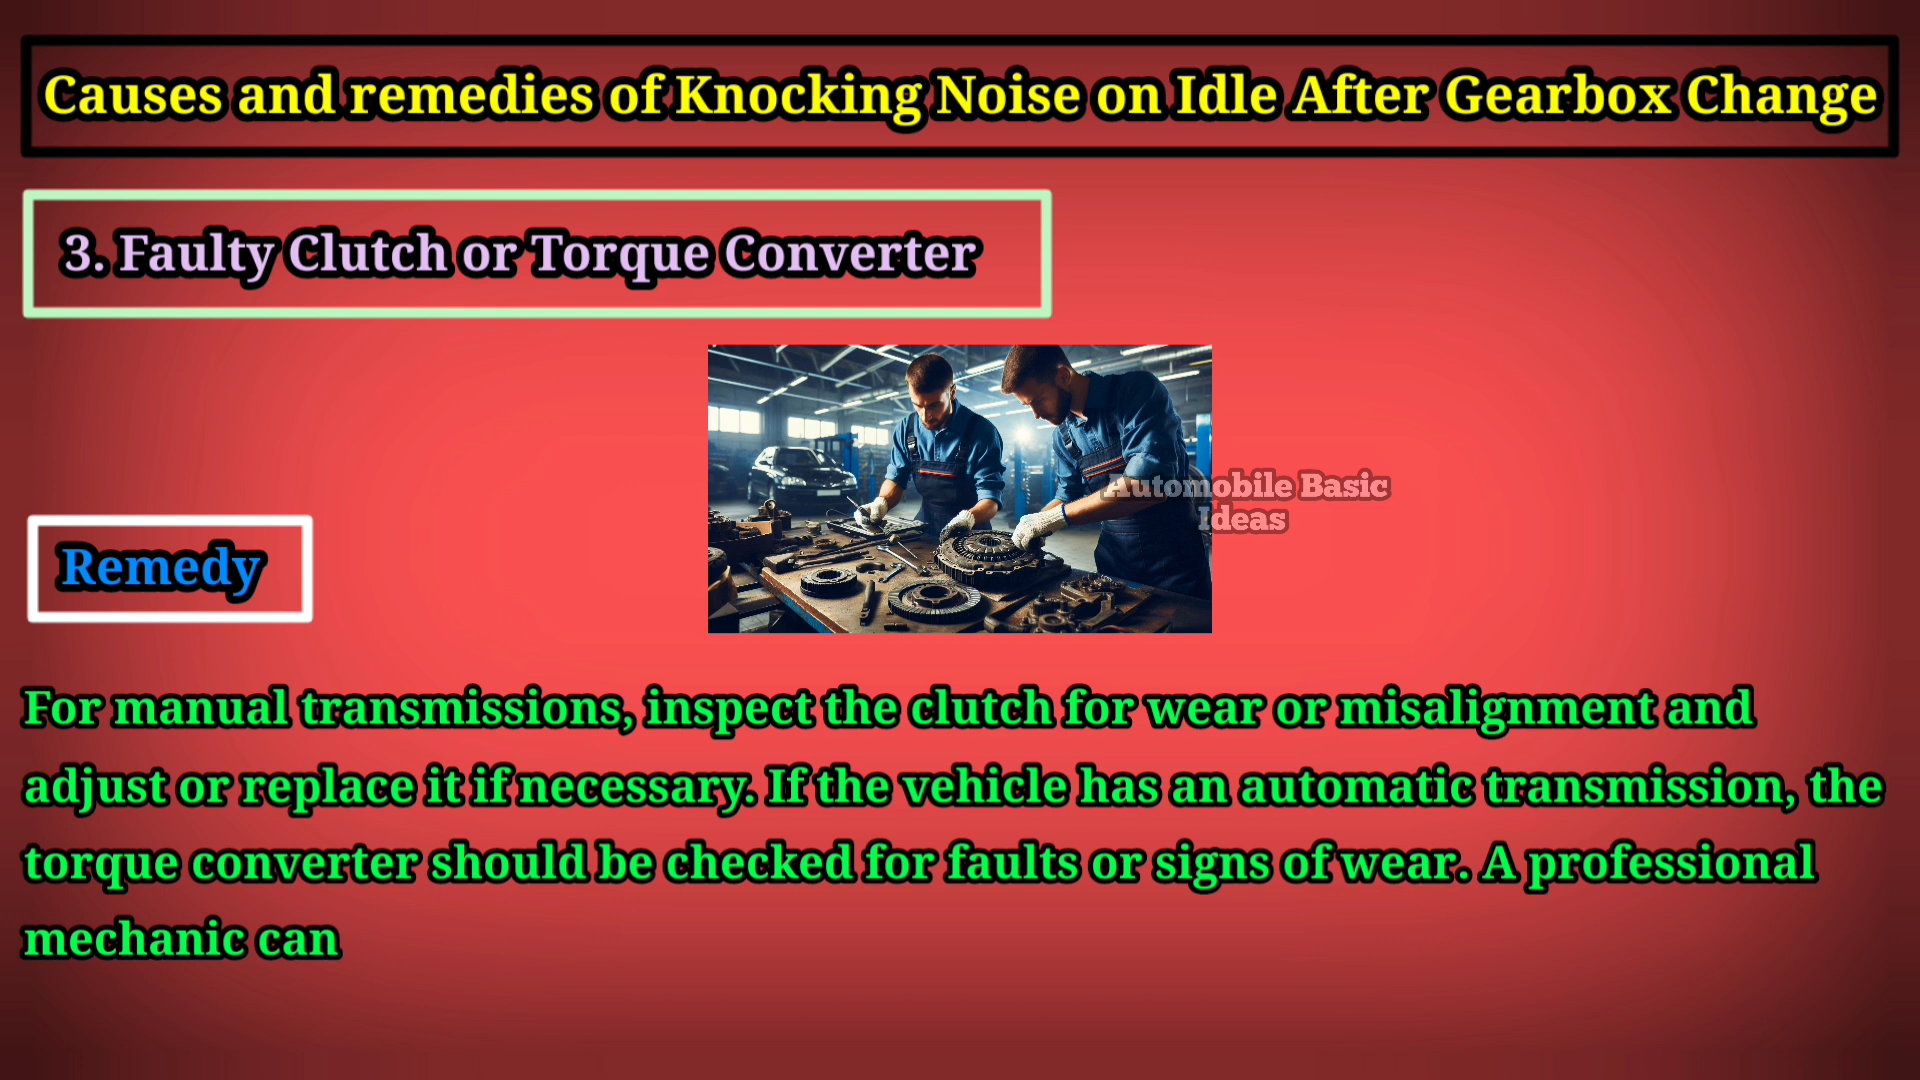 Causes and remedies of Knocking Noise on Idle After Gearbox Change
3. Faulty Clutch or Torque Converter
Automobile Basic
Ideas
Remedy
For manual transmissions, inspect the clutch for wear or misalignment and
adjust or replace it if necessary. If the vehicle has an automatic transmission, the
torque converter should be checked for faults or signs of wear. A professional
mechanic can